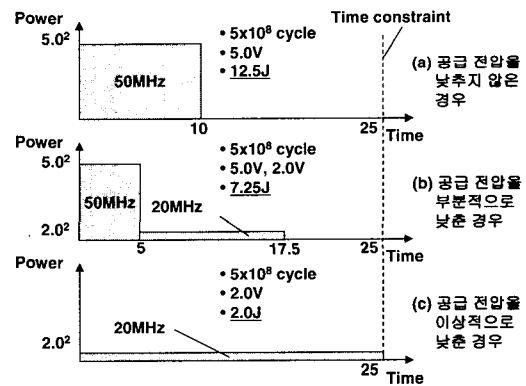 Power
5.0²
50MHz
10
25
Time
• 5x10⁸ cycle
• 5.0V
• 12.5J
Time constraint
(a) 공급 전압을
낮추지 않은
경우
Power
5.0²
2.0²
50MHz
20MHz
5
17.5
25
Time
• 5x10⁸ cycle
• 5.0V, 2.0V
• 7.25J
(b) 공급 전압을
부분적으로
낮춘 경우
Power
2.0²
20MHz
25
Time
• 5x10⁸ cycle
• 2.0V
• 2.0J
(c) 공급 전압을
이상적으로
낮춘 경우